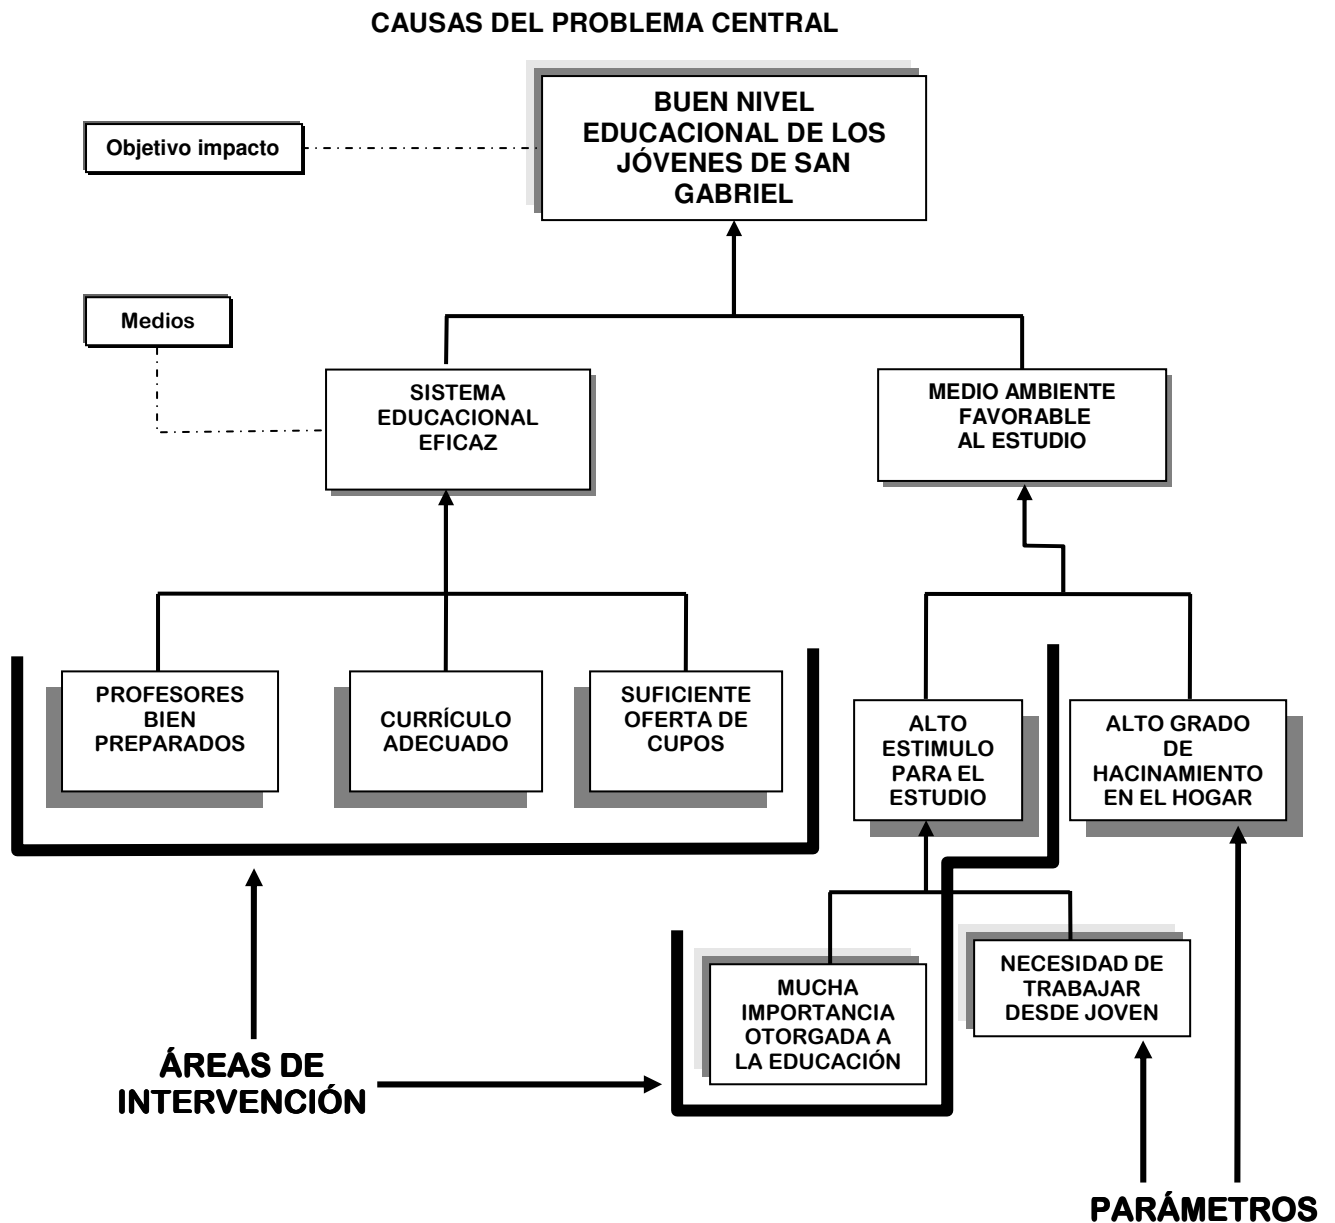 CAUSAS DEL PROBLEMA CENTRAL
BUEN NIVEL
EDUCACIONAL DE LOS
JÓVENES DE SAN
GABRIEL
Objetivo impacto
Medios
SISTEMA
EDUCACIONAL
EFICAZ
MEDIO AMBIENTE
FAVORABLE
AL ESTUDIO
PROFESORES
BIEN
PREPARADOS
CURRÍCULO
ADECUADO
SUFICIENTE
OFERTA DE
CUPOS
ALTO
ESTIMULO
PARA EL
ESTUDIO
ALTO GRADO
DE
HACINAMIENTO
EN EL HOGAR
MUCHA
IMPORTANCIA
OTORGADA A
LA EDUCACIÓN
NECESIDAD DE
TRABAJAR
DESDE JOVEN
ÁREAS DE
INTERVENCIÓN
PARÁMETROS